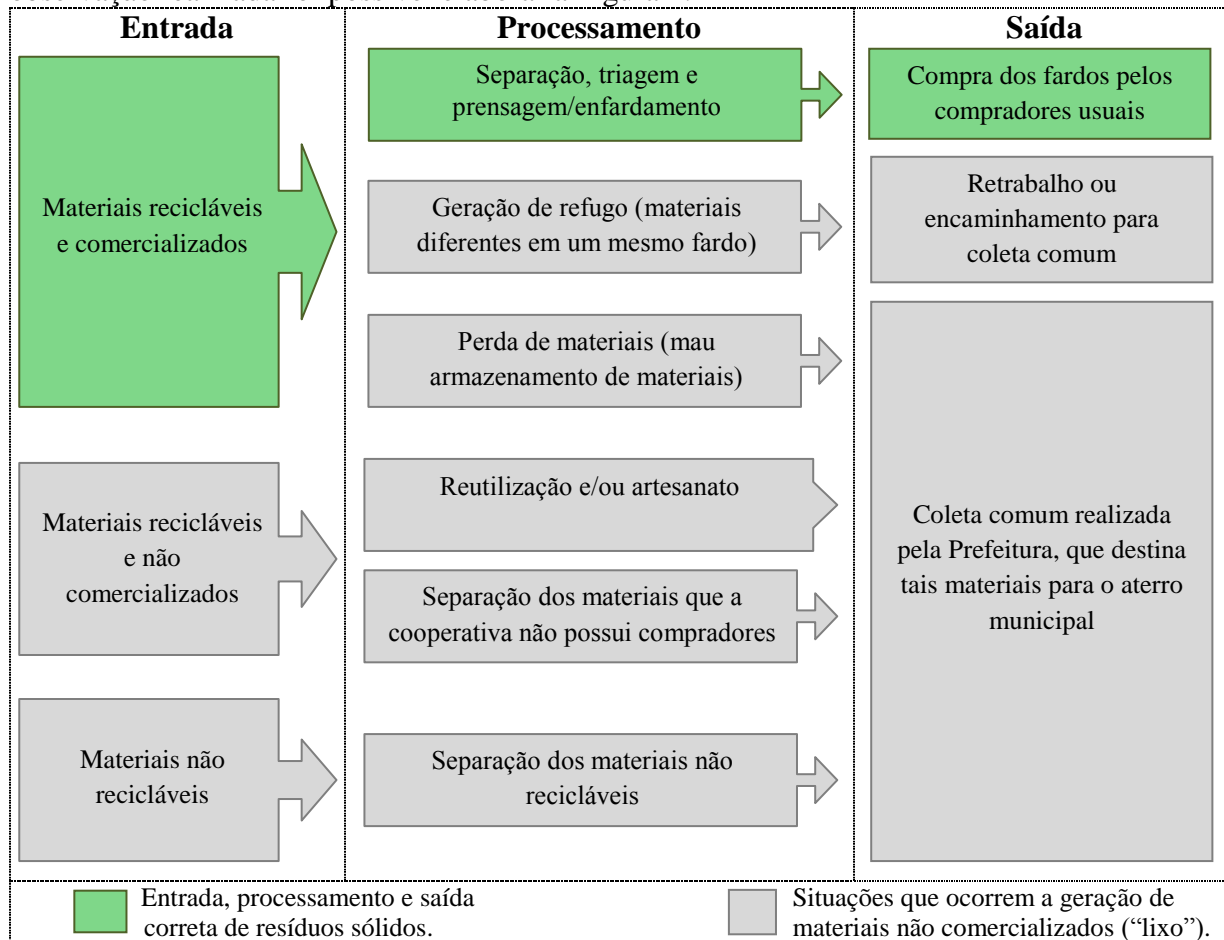 Entrada
Processamento
Saída
Materiais recicláveis
e comercializados
Separação, triagem e
prensagem/enfardamento
Compra dos fardos pelos
compradores usuais
Geração de refugo (materiais
diferentes em um mesmo fardo)
Retrabalho ou
encaminhamento para
coleta comum
Perda de materiais (mau
armazenamento de materiais)
Materiais recicláveis
e não
comercializados
Reutilização e/ou artesanato
Separação dos materiais que a
cooperativa não possui compradores
Coleta comum realizada
pela Prefeitura, que destina
tais materiais para o aterro
municipal
Materiais não
recicláveis
Separação dos materiais não
recicláveis
Entrada, processamento e saída
correta de resíduos sólidos.
Situações que ocorrem a geração de
materiais não comercializados (“lixo”).